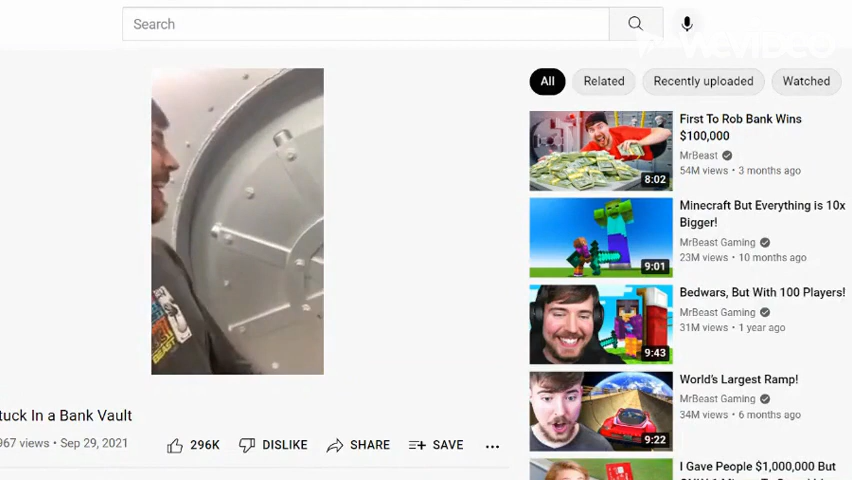 Search
WeVideo
All
Related
Recently uploaded
Watched
First To Rob Bank Wins
$100,000
MrBeast
54M views • 3 months ago
8:02
Minecraft But Everything is 10x
Bigger!
MrBeast Gaming
23M views • 10 months ago
9:01
Bedwars, But With 100 Players!
MrBeast Gaming
31M views • 1 year ago
9:43
World's Largest Ramp!
MrBeast Gaming
34M views • 6 months ago
9:22
I Gave People $1,000,000 But
BEAST
tuck In a Bank Vault
967 views • Sep 29, 2021
296K
DISLIKE
SHARE
SAVE